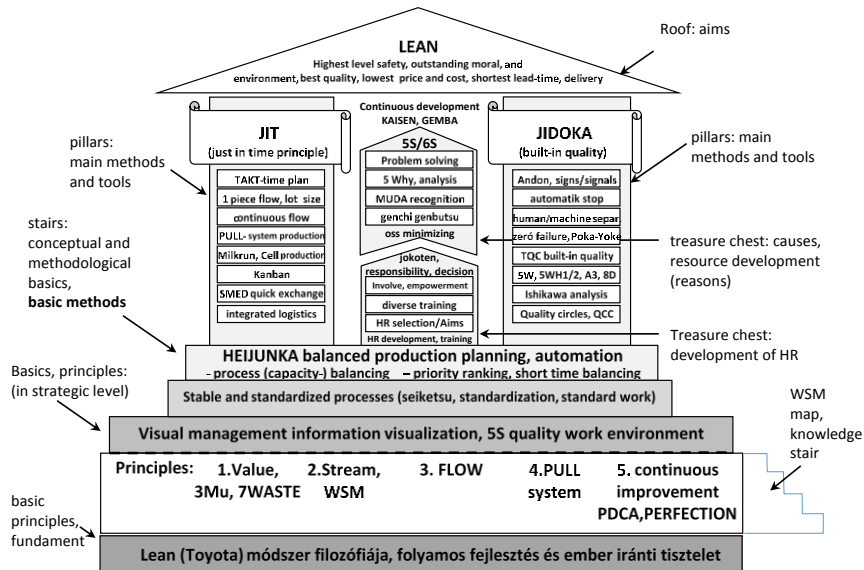 LEAN
Highest level safety, outstanding moral, and
environment, best quality, lowest price and cost, shortest lead-time, delivery
Roof: aims
Continuous development
KAISEN, GEMBA
JIT
(just in time principle)
TAKT-time plan
1 piece flow, lot size
continuous flow
PULL- system production
Milkrun, Cell production
Kanban
SMED quick exchange
integrated logistics
5S/6S
Problem solving
5 Why, analysis
MUDA recognition
genchi genbutsu
oss minimizing
jokoten,
responsibility, decision
Involve, empowerment
diverse training
HR selection/Aims
HR development, training
JIDOKA
(built-in quality)
Andon, signs/signals
automatik stop
human/machine separ.
zeró failure, Poka-Yoke
TQC built-in quality
5W, 5WH1/2, A3, 8D
Ishikawa analysis
Quality circles, QCC
pillars:
main methods
and tools
stairs:
conceptual and
methodological
basics,
basic methods
Basics, principles:
(in strategic level)
basic
principles,
fundament
pillars: main
methods and tools
treasure chest: causes,
resource development
(reasons)
Treasure chest:
development of HR
WSM
map,
knowledge
stair
HEIJUNKA balanced production planning, automation
- process (capacity-) balancing – priority ranking, short time balancing
Stable and standardized processes (seiketsu, standardization, standard work)
Visual management information visualization, 5S quality work environment
Principles: 1.Value, 2.Stream, 3. FLOW 4.PULL 5. continuous
3Mu, 7WASTE WSM system improvement
PDCA,PERFECTION
Lean (Toyota) módszer filozófiája, folyamos fejlesztés és ember iránti tisztelet